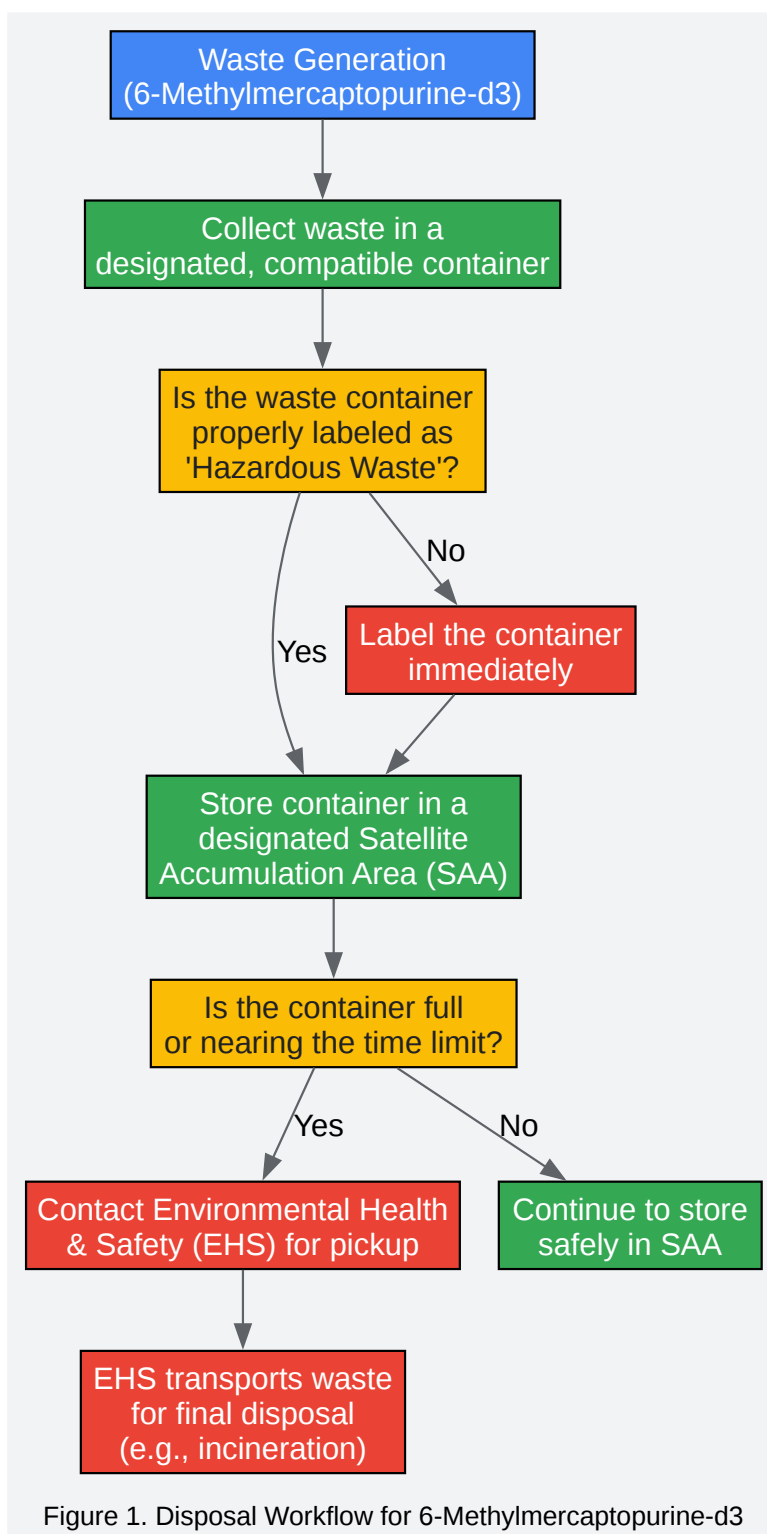 Waste Generation
(6-Methylmercaptopurine-d3)
Collect waste in a
designated, compatible container
Is the waste container
properly labeled as
'Hazardous Waste'?
No
Label the container
immediately
Yes
Store container in a
designated Satellite
Accumulation Area (SAA)
Is the container full
or nearing the time limit?
Yes
No
Contact Environmental Health
& Safety (EHS) for pickup
Continue to store
safely in SAA
EHS transports waste
for final disposal
(e.g., incineration)
Figure 1. Disposal Workflow for 6-Methylmercaptopurine-d3